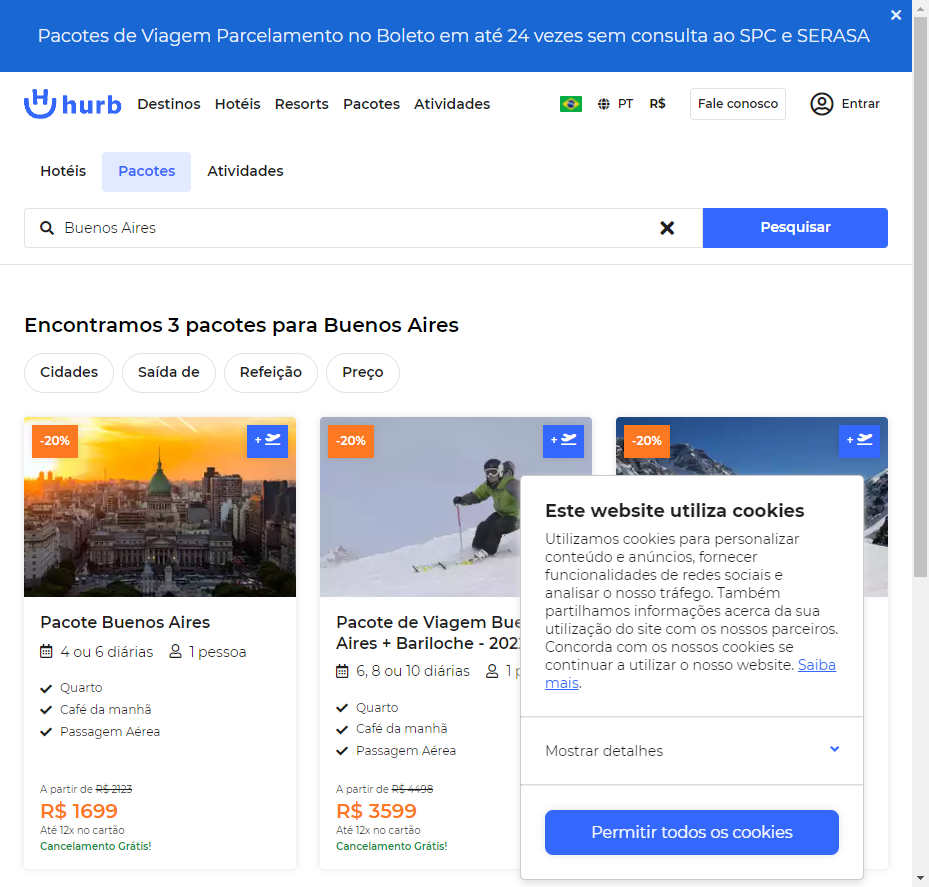 Pacotes de Viagem Parcelamento no Boleto em até 24 vezes sem consulta ao SPC e SERASA
hurb
Destinos Hotéis Resorts Pacotes Atividades
PT R$ Fale conosco Entrar
Hotéis Pacotes Atividades
Buenos Aires
Pesquisar
Encontramos 3 pacotes para Buenos Aires
Cidades Saída de Refeição Preço
-20% +
Pacote Buenos Aires
4 ou 6 diárias 1 pessoa
Quarto
Café da manhã
Passagem Aérea
A partir de R$ 2123
R$ 1699
Até 12x no cartão
Cancelamento Grátis!
-20% +
Pacote de Viagem
Aires + Bariloche -
6, 8 ou 10 diárias 1
Quarto
Café da manhã
Passagem Aérea
A partir de R$ 4498
R$ 3599
Até 12x no cartão
Cancelamento Grátis!
-20% +
Este website utiliza cookies
Utilizamos cookies para personalizar
conteúdo e anúncios, fornecer
funcionalidades de redes sociais e
analisar o nosso tráfego. Também
partilhamos informações acerca da sua
utilização do site com os nossos parceiros.
Concorda com os nossos cookies se
continuar a utilizar o nosso website. Saiba
mais.
Mostrar detalhes
Permitir todos os cookies